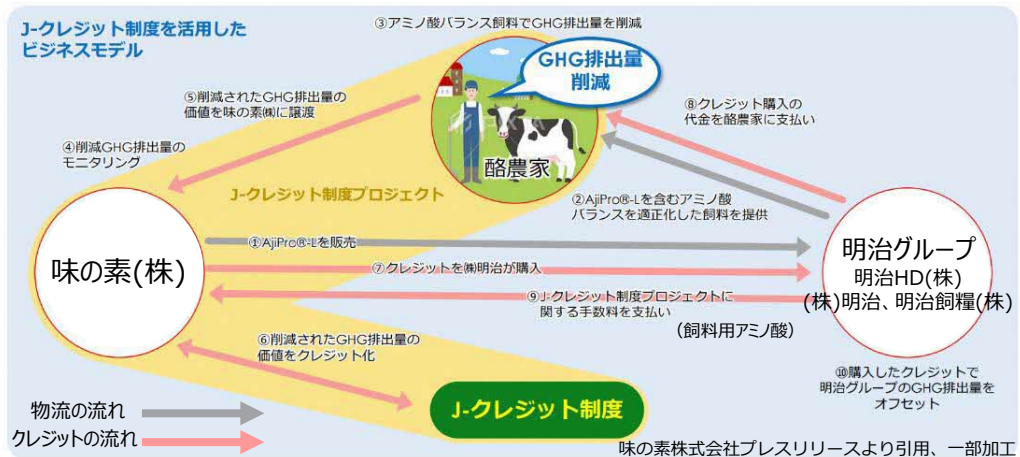 J-クレジット制度を活用した
ビジネスモデル
③アミノ酸バランス飼料でGHG排出量を削減
GHG排出量
削減
⑤削減されたGHG排出量の
価値を味の素㈱に譲渡
⑧クレジット購入の
代金を酪農家に支払い
④削減GHG排出量の
モニタリング
酪農家
J-クレジット制度プロジェクト
②AjiPro®-Lを含むアミノ酸
バランスを適正化した飼料を提供
①AjiPro®-Lを販売
味の素(株)
⑦クレジットを㈱明治が購入
明治グループ
明治HD(株)
(株)明治、明治飼糧(株)
⑨J-クレジット制度プロジェクトに
関する手数料を支払い
(飼料用アミノ酸)
⑥削減されたGHG排出量の
価値をクレジット化
⑩購入したクレジットで
明治グループのGHG排出量を
オフセット
J-クレジット制度
物流の流れ
クレジットの流れ
味の素株式会社プレスリリースより引用、一部加工